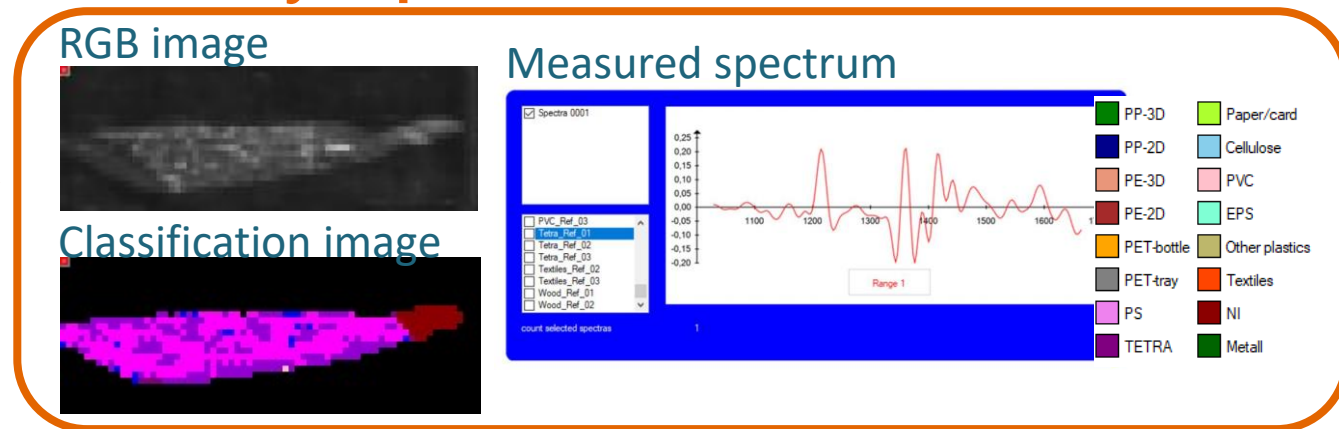 RGB image
Classification image
Measured spectrum
Spectra 0001
PVC_Ref_03
Tetra_Ref_01
Tetra_Ref_02
Tetra_Ref_03
Textiles_Ref_02
Textiles_Ref_03
Wood_Ref_01
Wood_Ref_02
count selected spectras 1
0,25
0,20
0,15
0,10
0,05
0,00
-0,05
-0,10
-0,15
-0,20
1100 1200 1300 1400 1500 1600
Range 1
PP-3D
PP-2D
PE-3D
PE-2D
PET-bottle
PET-tray
PS
TETRA
Paper/card
Cellulose
PVC
EPS
Other plastics
Textiles
NI
Metall